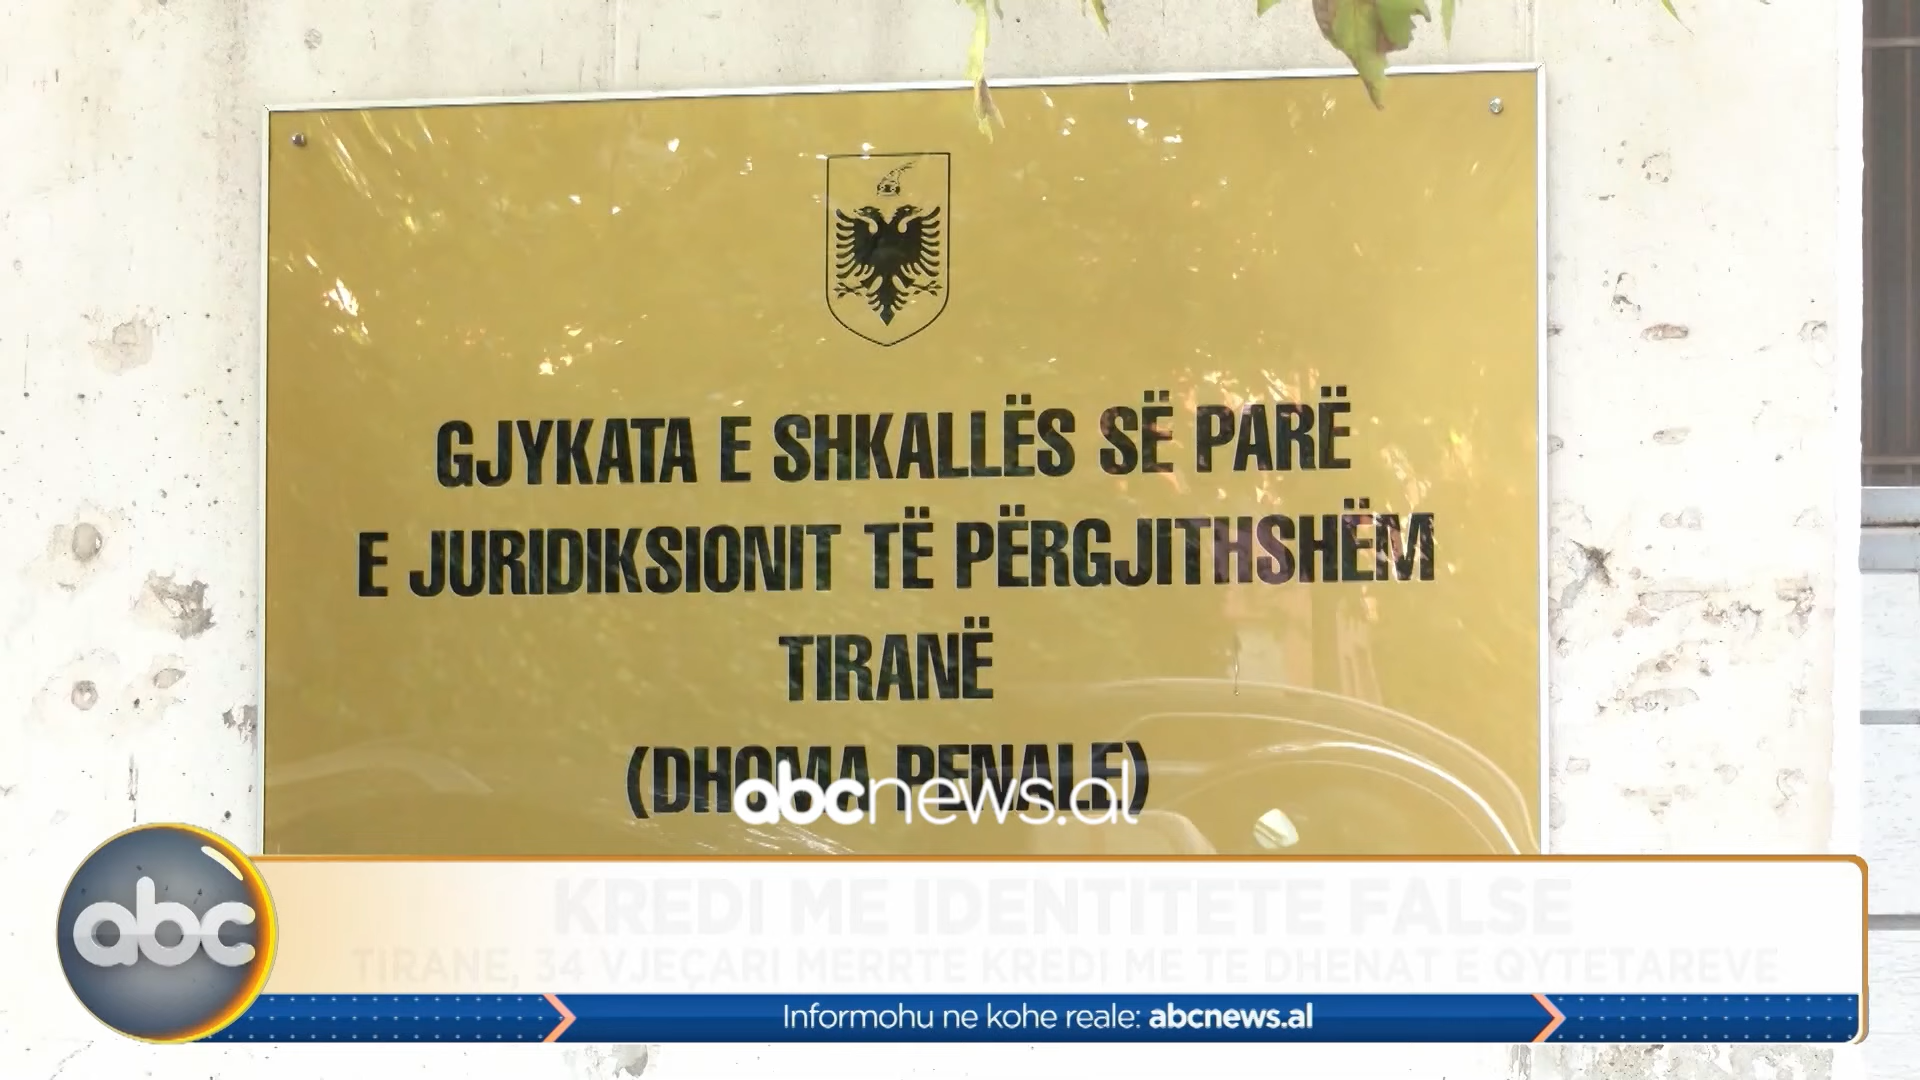 GJYKATA E SHKALLËS SË PARË
E JURIDIKSIONIT TË PËRGJITHSHËM
TIRANË
(DHOMA PENALE)
abcnews.al
abc
KREDI ME IDENTITETE FALSE
TIRANE, 34 VJEÇARI MERRTE KREDI ME TE DHENAT E QYTETAREVE
Informohu ne kohe reale: abcnews.al